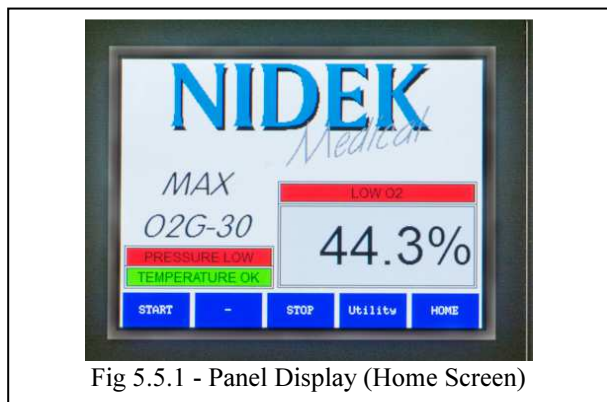 NIDEK
Medical
MAX
O2G-30
LOW O2
44.3%
PRESSURE LOW
TEMPERATURE OK
START - STOP Utility HOME
Fig 5.5.1 - Panel Display (Home Screen)